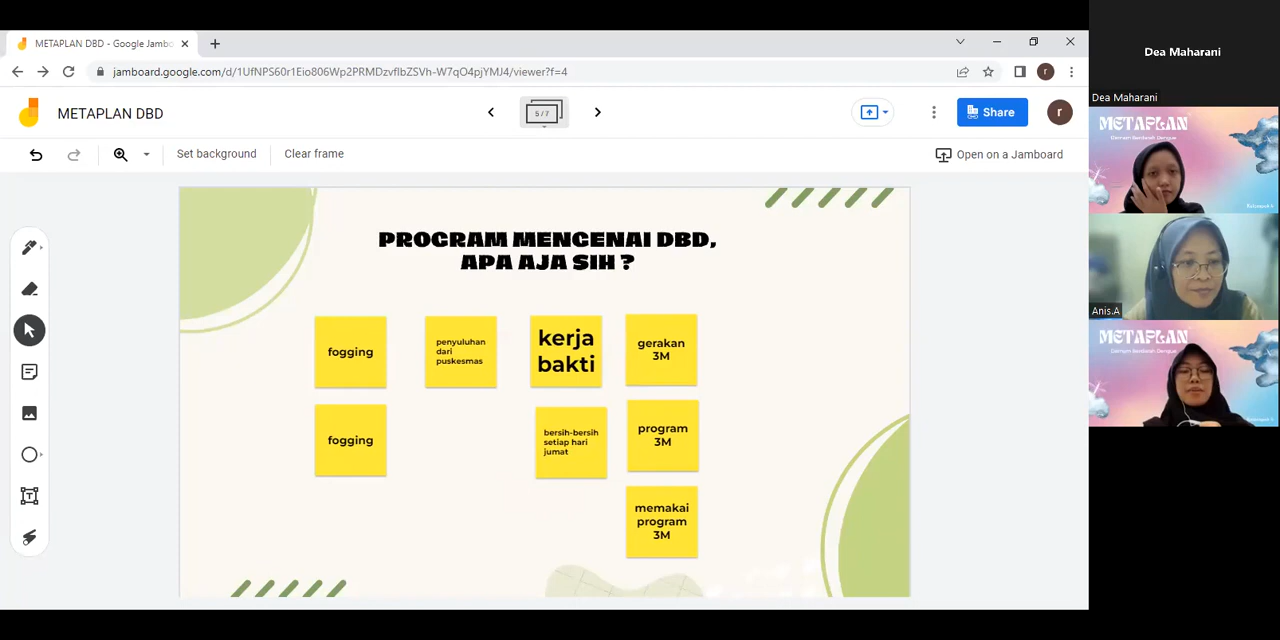 METAPLAN DBD - Google Jambo
jamboard.google.com/d/1UfNPS60r1Eio806Wp2PRMDzvflbZSVh-W7qO4pjYMJ4/viewer?f=4
r
METAPLAN DBD
5 / 7
Share
r
Set background
Clear frame
Open on a Jamboard
PROGRAM MENGENAI DBD,
APA AJA SIH ?
fogging
penyuluhan
dari
puskesmas
kerja
bakti
gerakan
3M
fogging
bersih-bersih
setiap hari
jumat
program
3M
memakai
program
3M
Dea Maharani
Dea Maharani
METAPLAN
Anis.A
METAPLAN